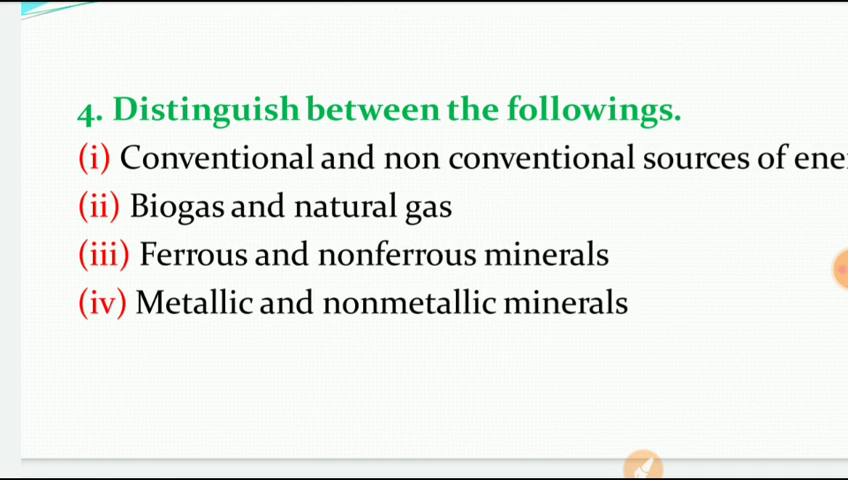 4. Distinguish between the followings.
(i) Conventional and non conventional sources of ene
(ii) Biogas and natural gas
(iii) Ferrous and nonferrous minerals
(iv) Metallic and nonmetallic minerals